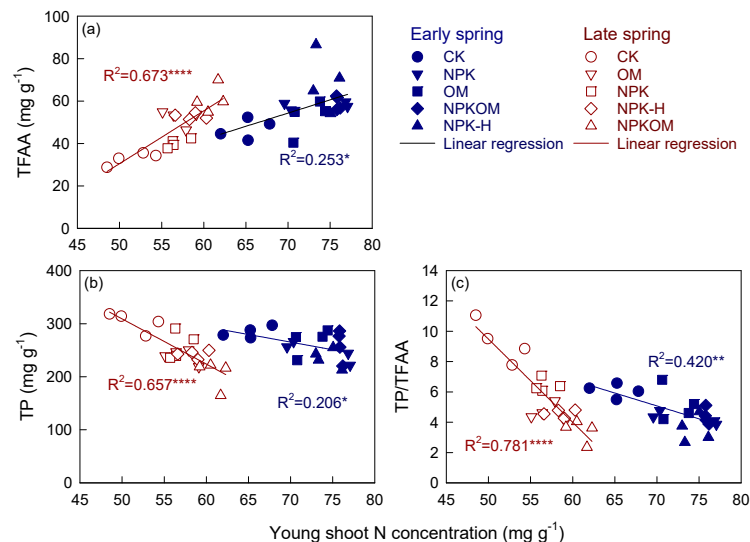 (a)
TFAA (mg g-1)
100
80
60
40
20
0
45 50 55 60 65 70 75 80
R2=0.673****
R2=0.253*
Early spring
CK
NPK
OM
NPKOM
NPK-H
Linear regression
Late spring
CK
OM
NPK
NPK-H
NPKOM
Linear regression
(b)
TP (mg g-1)
400
300
200
100
0
45 50 55 60 65 70 75 80
R2=0.657****
R2=0.206*
(c)
TP/TFAA
14
12
10
8
6
4
2
0
45 50 55 60 65 70 75 80
R2=0.420**
R2=0.781****
Young shoot N concentration (mg g-1)